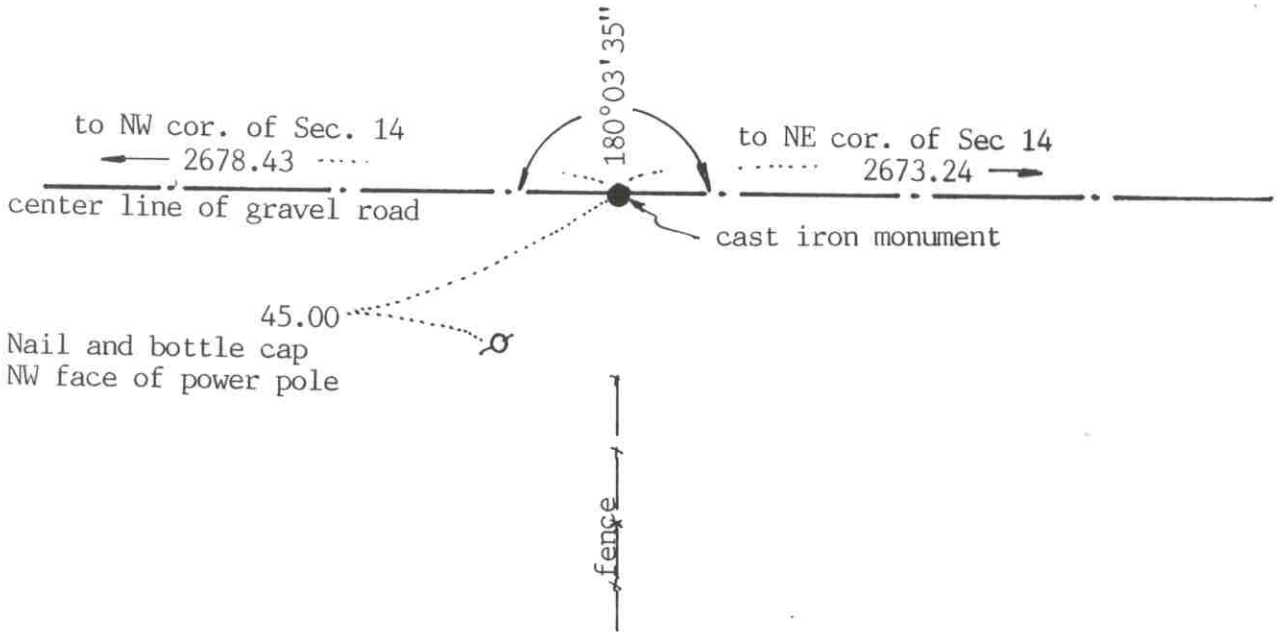 180°03'35"
to NW cor. of Sec. 14
2678.43
to NE cor. of Sec 14
2673.24
center line of gravel road
cast iron monument
45.00
Nail and bottle cap
NW face of power pole
fence